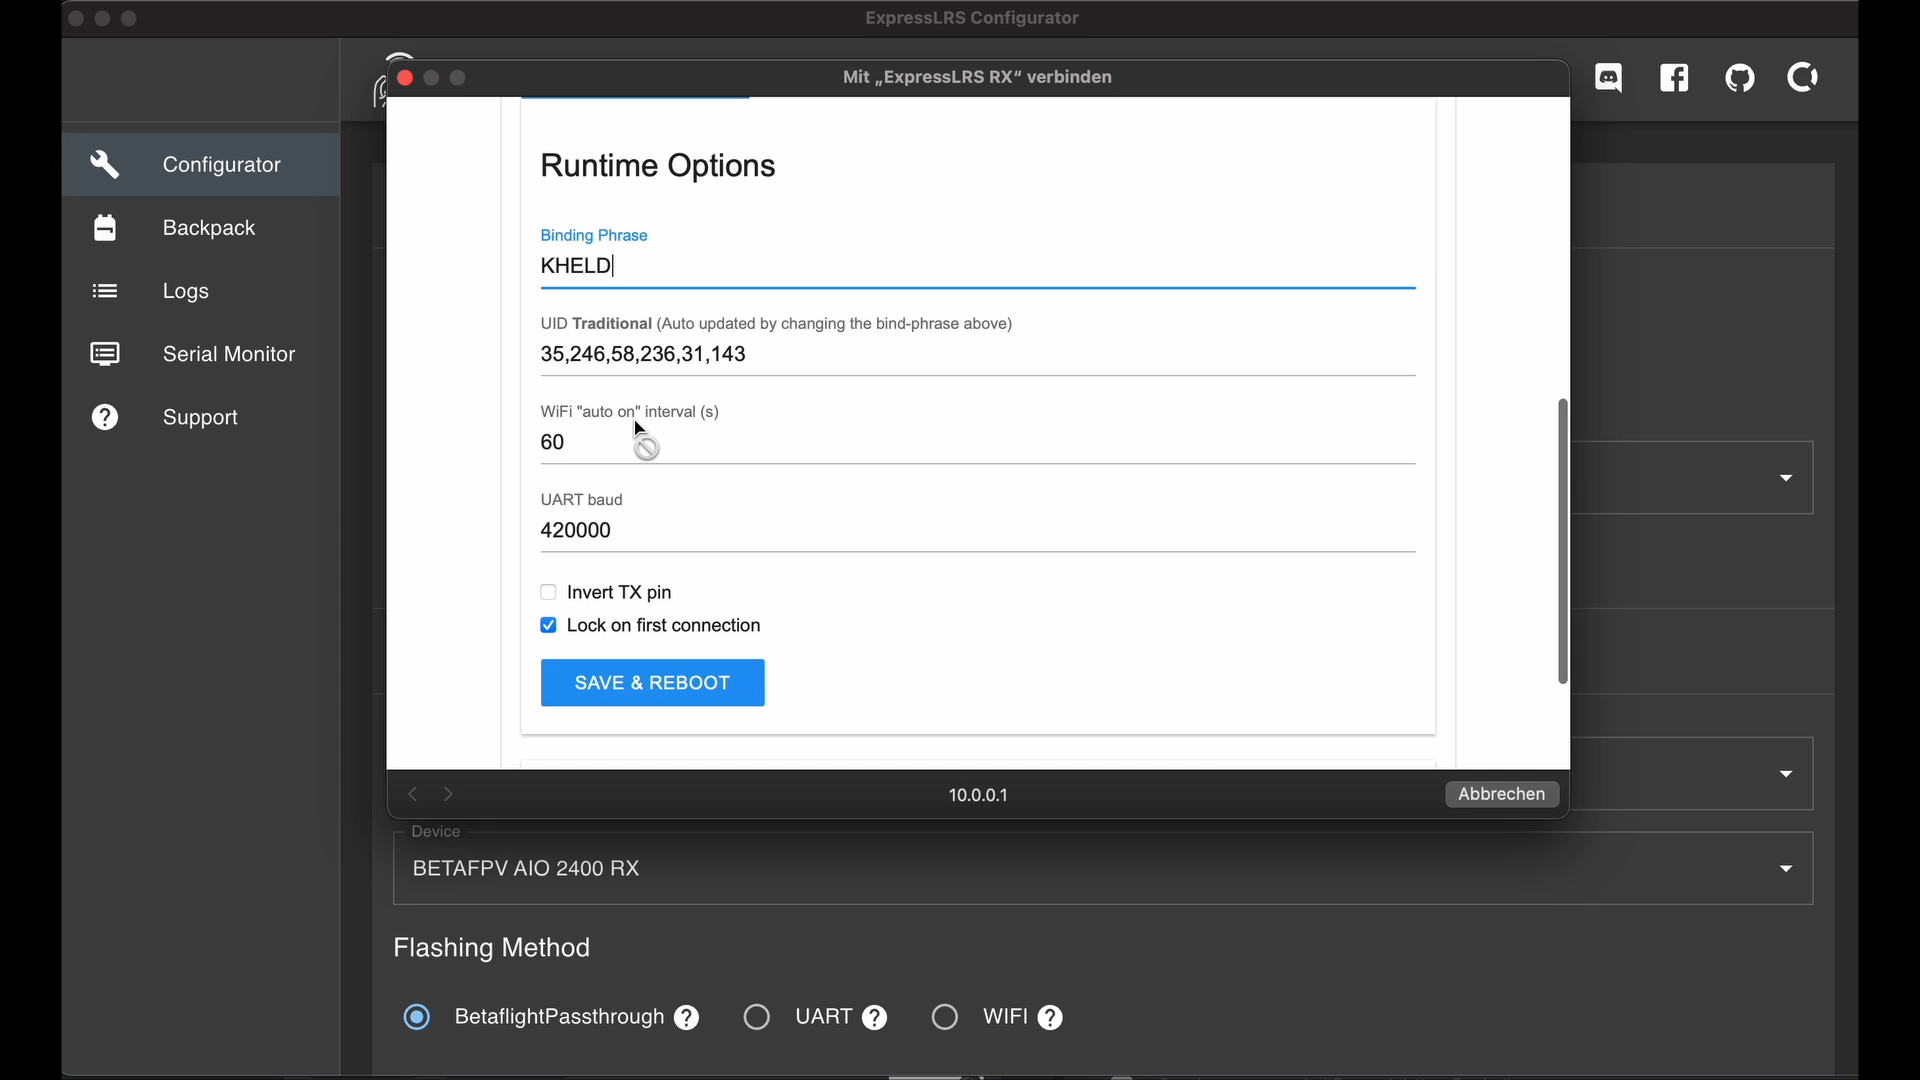 ExpressLRS Configurator
Mit „ExpressLRS RX“ verbinden
Configurator
Backpack
Logs
Serial Monitor
Support
Runtime Options
Binding Phrase
KHELD
UID Traditional (Auto updated by changing the bind-phrase above)
35,246,58,236,31,143
WiFi "auto on" interval (s)
60
UART baud
420000
Invert TX pin
Lock on first connection
SAVE & REBOOT
10.0.0.1
Abbrechen
Device
BETAFPV AIO 2400 RX
Flashing Method
BetaflightPassthrough ? UART ? WIFI ?